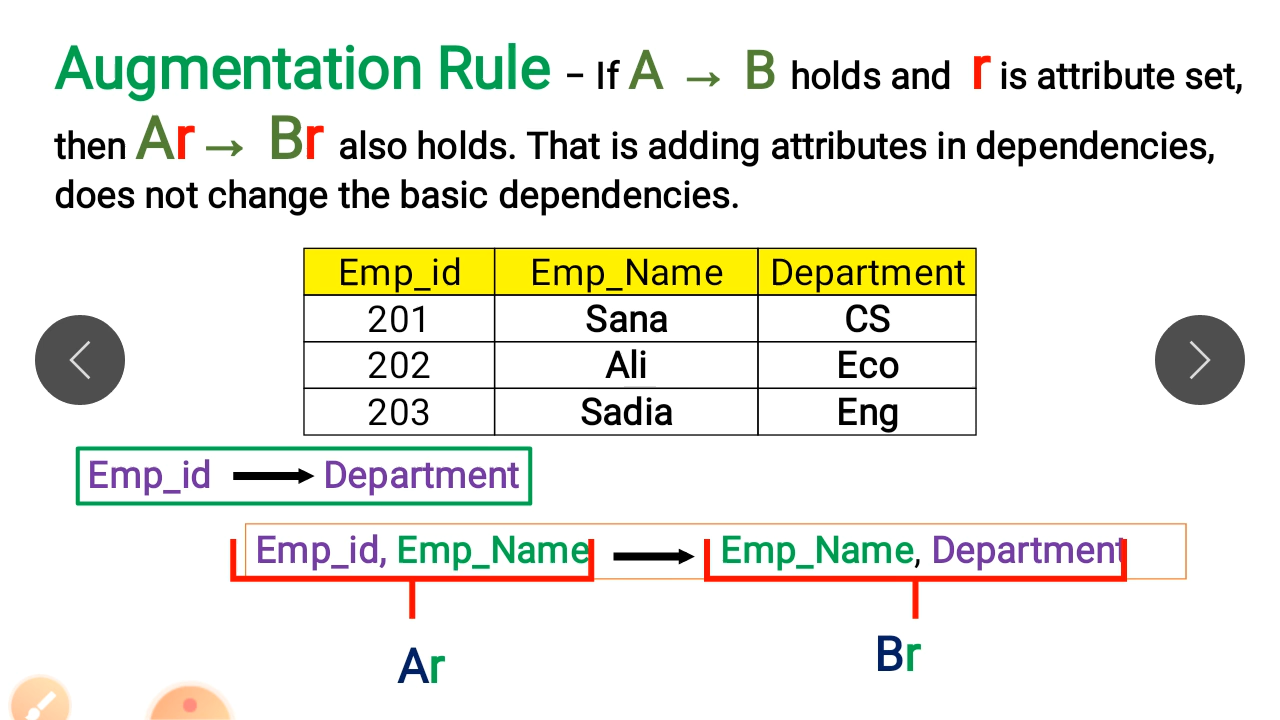 Augmentation Rule – If A → B holds and r is attribute set,
then Ar → Br also holds. That is adding attributes in dependencies,
does not change the basic dependencies.
Emp_id Emp_Name Department
201 Sana CS
202 Ali Eco
203 Sadia Eng
Emp_id → Department
Emp_id, Emp_Name → Emp_Name, Department
Ar Br